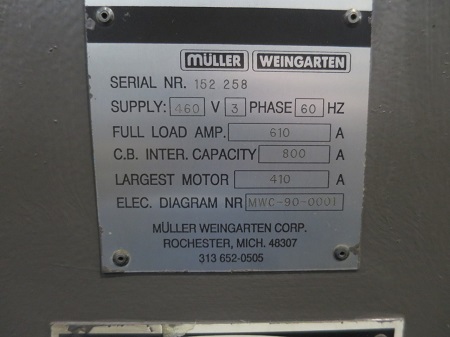 MÜLLER WEINGARTEN
SERIAL NR. 152 258
SUPPLY: 460 V 3 PHASE 60 HZ
FULL LOAD AMP. 610 A
C.B. INTER. CAPACITY 800 A
LARGEST MOTOR 410 A
ELEC. DIAGRAM NR MWC-90-0001
MÜLLER WEINGARTEN CORP.
ROCHESTER, MICH. 48307
313 652-0505